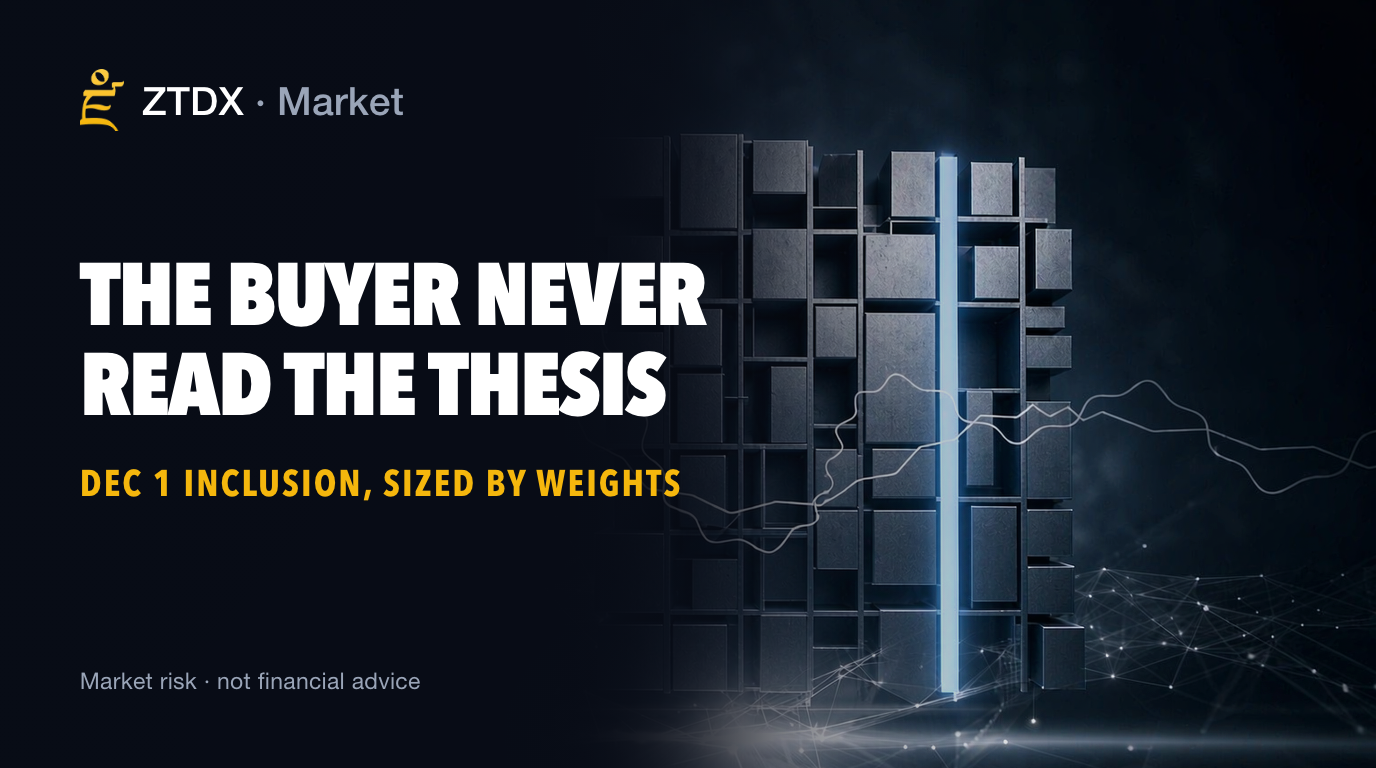 ZTDX · Market
THE BUYER NEVER
READ THE THESIS
DEC 1 INCLUSION, SIZED BY WEIGHTS
Market risk · not financial advice